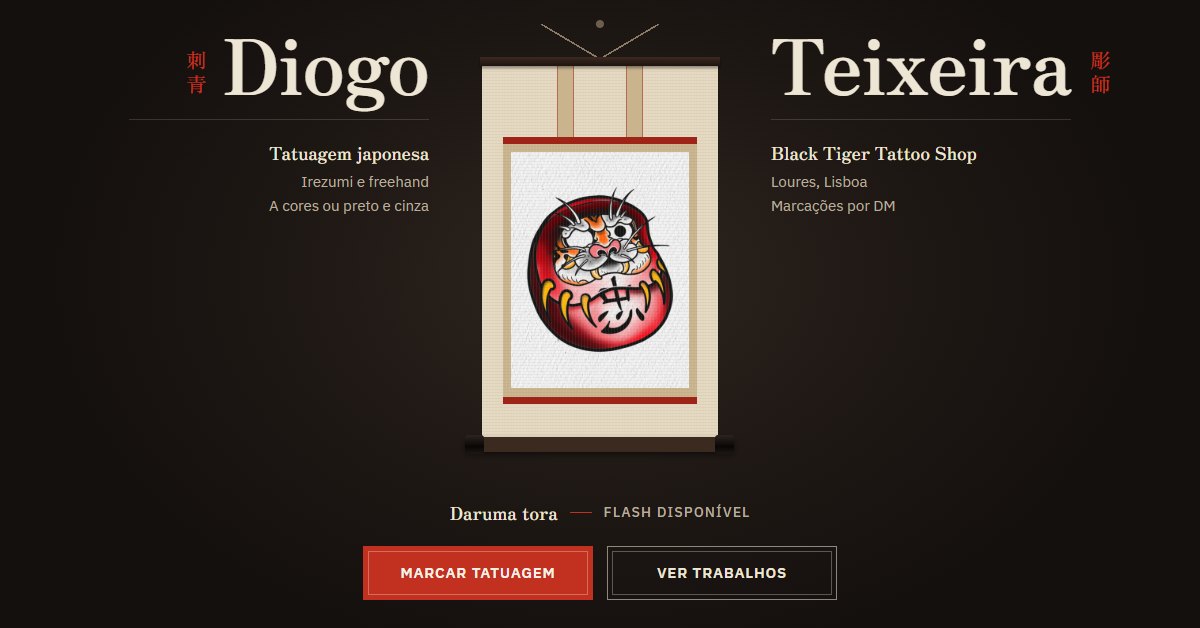 刺青
Diogo
Teixeira
彫師
Tatuagem japonesa
Irezumi e freehand
A cores ou preto e cinza
Black Tiger Tattoo Shop
Loures, Lisboa
Marcações por DM
忠
Daruma tora — FLASH DISPONÍVEL
MARCAR TATUAGEM
VER TRABALHOS